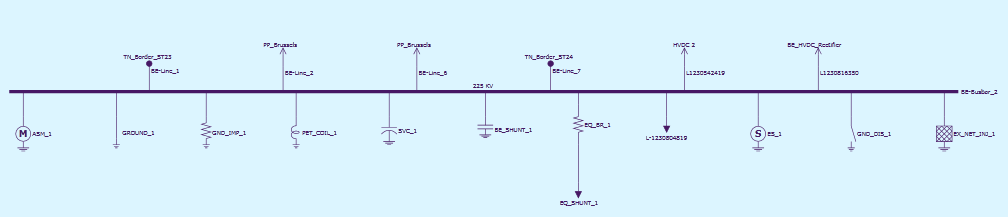 PP_Brussels
PP_Brussels
HVDC 2
BE_HVDC_Rectifier
TN_Border_ST23
TN_Border_ST24
BE-Line_1
BE-Line_2
BE-Line_6
BE-Line_7
L1230542419
L1230816350
225 KV
BE-Busbar_2
M
ASM_1
GROUND_1
GND_IMP_1
PET_COIL_1
SVC_1
BE_SHUNT_1
EQ_BR_1
L-1230804819
S
ES_1
GND_DIS_1
EX_NET_INJ_1
EQ_SHUNT_1